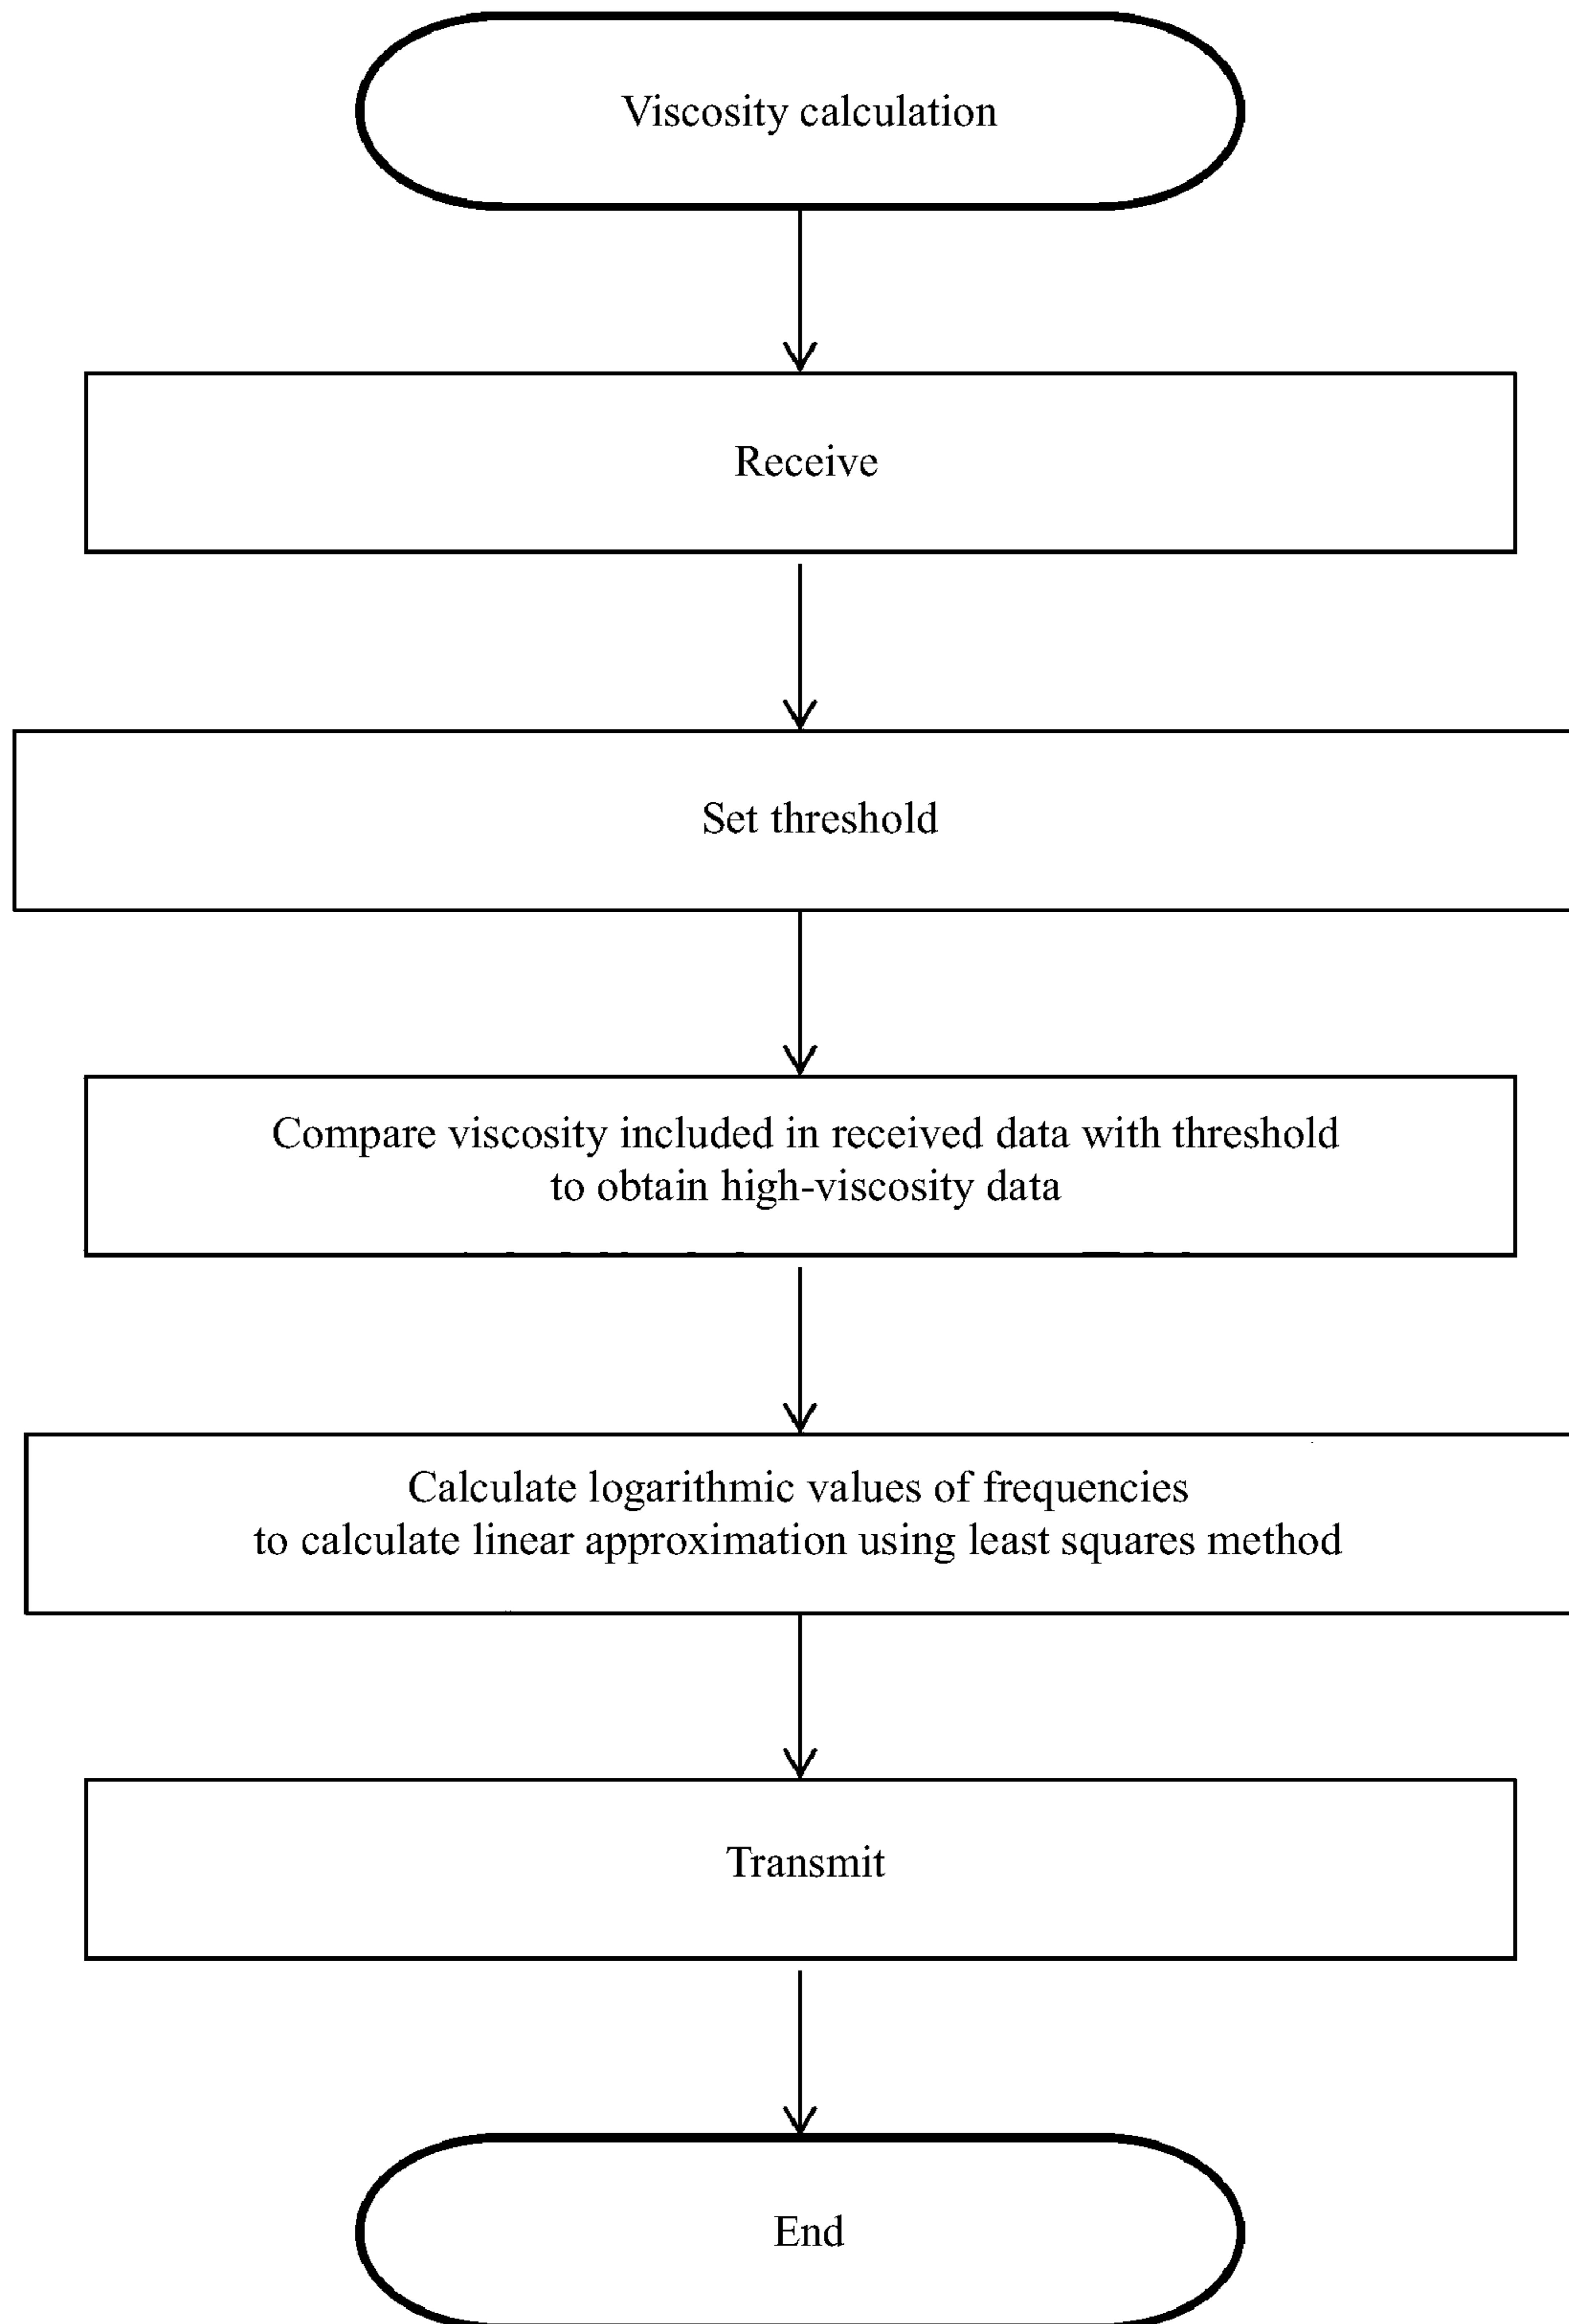 Viscosity calculation
Receive
Set threshold
Compare viscosity included in received data with threshold
to obtain high-viscosity data
Calculate logarithmic values of frequencies
to calculate linear approximation using least squares method
Transmit
End